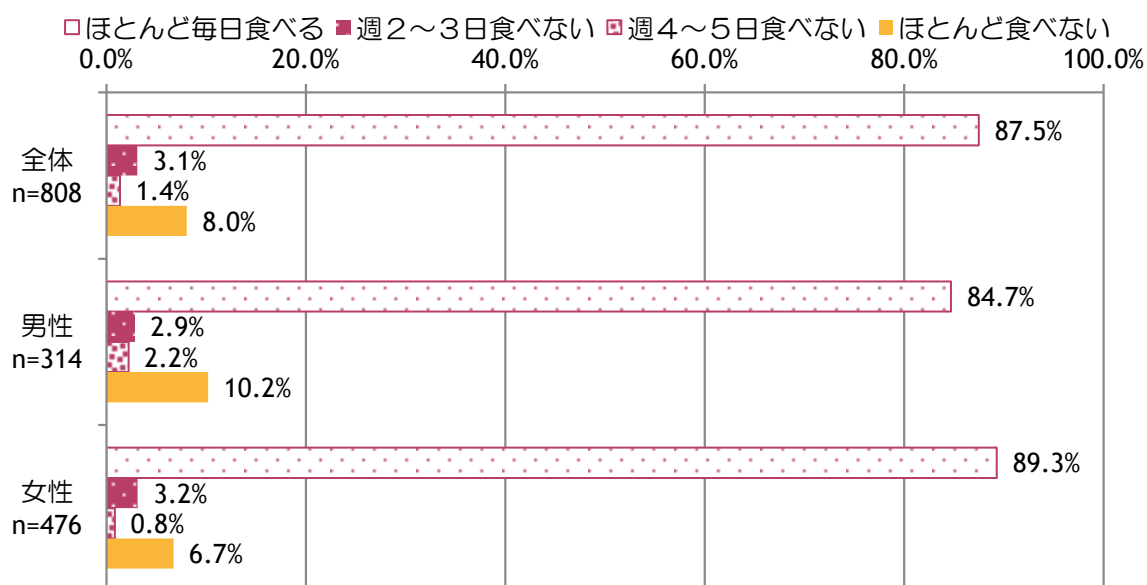 ほとんど毎日食べる 週２～３日食べない 週４～５日食べない ほとんど食べない
0.0% 20.0% 40.0% 60.0% 80.0% 100.0%
全体
n=808
87.5%
3.1%
1.4%
8.0%
男性
n=314
84.7%
2.9%
2.2%
10.2%
女性
n=476
89.3%
3.2%
0.8%
6.7%